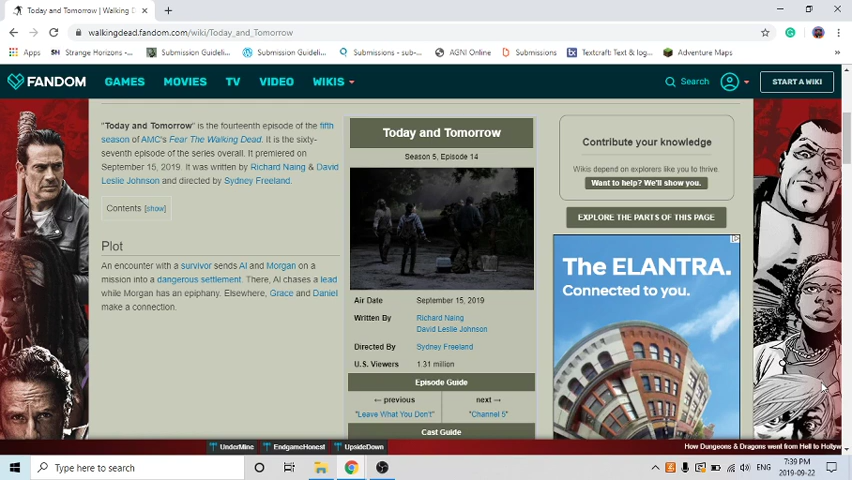 Today and Tomorrow | Walking D
walkingdead.fandom.com/wiki/Today_and_Tomorrow
Apps
Strange Horizons - ...
Submission Guideli...
Submission Guideli...
Submissions - sub-...
AGNI Online
Submissions
Textcraft: Text & log...
Adventure Maps
FANDOM
GAMES
MOVIES
TV
VIDEO
WIKIS
Search
START A WIKI
"Today and Tomorrow" is the fourteenth episode of the fifth
season of AMC's Fear The Walking Dead. It is the sixty-
seventh episode of the series overall. It premiered on
September 15, 2019. It was written by Richard Naing & David
Leslie Johnson and directed by Sydney Freeland.
Contents [show]
Plot
An encounter with a survivor sends Al and Morgan on a
mission into a dangerous settlement. There, Al chases a lead
while Morgan has an epiphany. Elsewhere, Grace and Daniel
make a connection.
Today and Tomorrow
Season 5, Episode 14
Air Date September 15, 2019
Written By Richard Naing
David Leslie Johnson
Directed By Sydney Freeland
U.S. Viewers 1.31 million
Episode Guide
← previous next →
"Leave What You Don't" "Channel 5"
Cast Guide
Contribute your knowledge
Wikis depend on explorers like you to thrive.
Want to help? We'll show you.
EXPLORE THE PARTS OF THIS PAGE
The ELANTRA.
Connected to you.
UnderMine
EndgameHonest
UpsideDown
How Dungeons & Dragons went from Hell to Hollyw
Type here to search
ENG
7:39 PM
2019-09-22